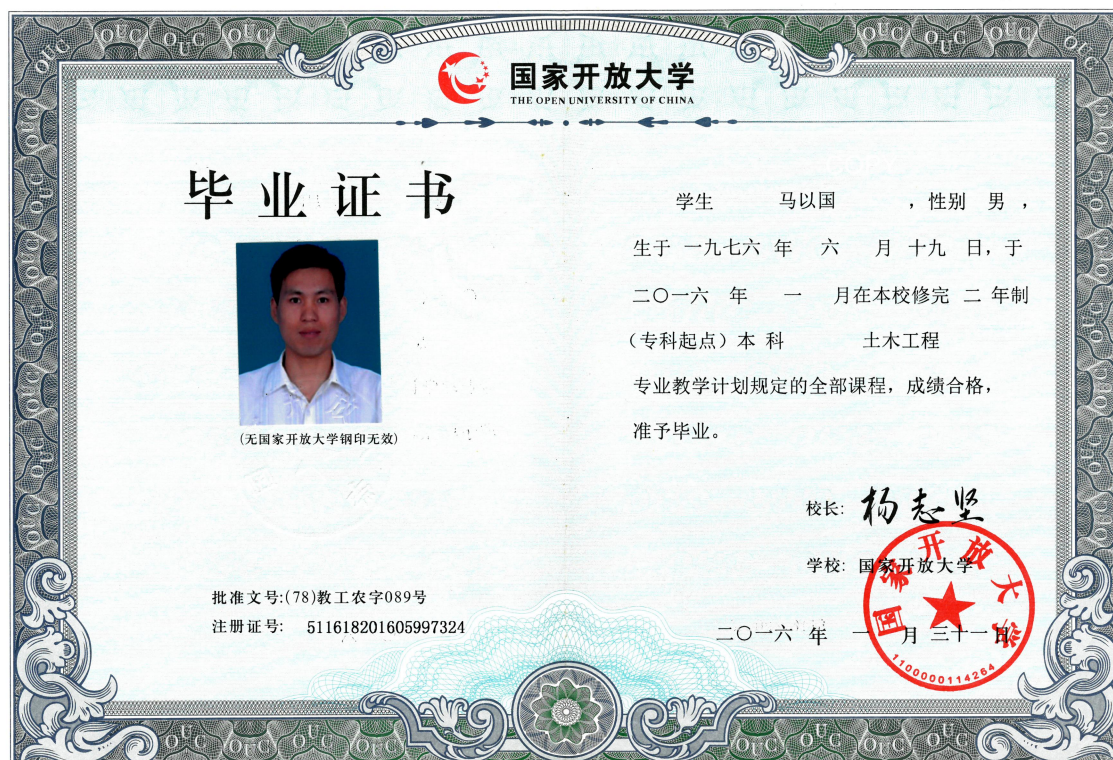 国家开放大学
THE OPEN UNIVERSITY OF CHINA
毕业证书
(无国家开放大学钢印无效)
批准文号:(78)教工农字089号
注册证号: 511618201605997324
学生 马以国 ，性别 男 ，
生于 一九七六 年 六 月 十九 日，于
二〇一六 年 一 月在本校修完 二 年制
（专科起点）本 科 土木工程
专业教学计划规定的全部课程，成绩合格，
准予毕业。
校长: 杨志坚
学校: 国家开放大学
二〇一六 年 一 月 三十一日
国家开放大学
1100000114264
OUC